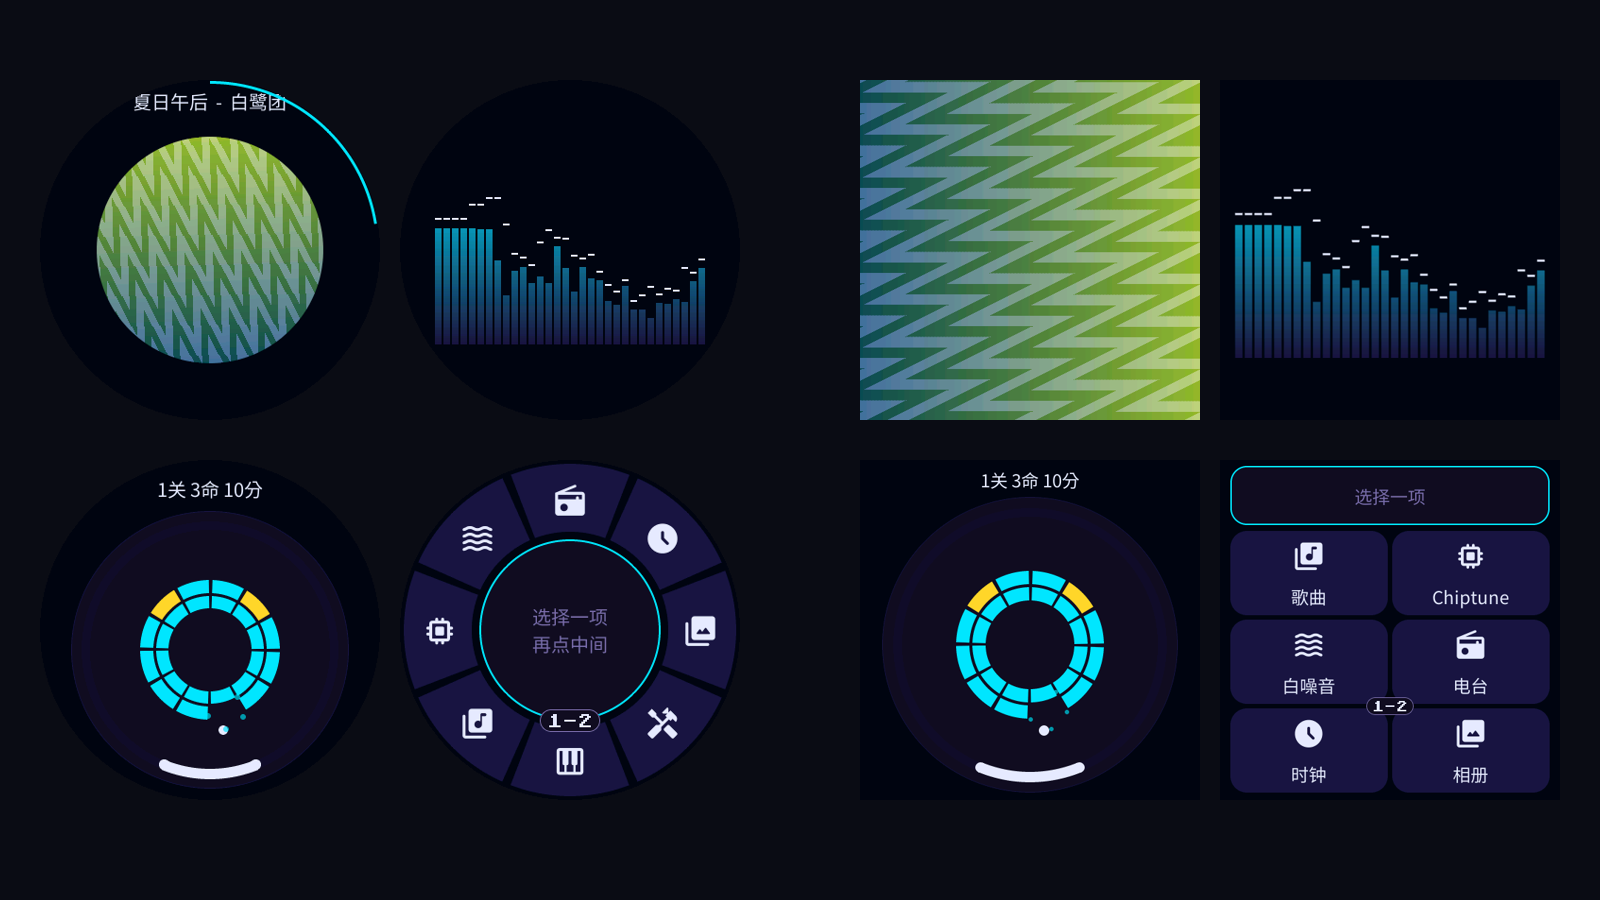 夏日午后 - 白鹭团
1关 3命 10分
选择一项
再点中间
1-2
1关 3命 10分
选择一项
歌曲
Chiptune
白噪音
电台
1-2
时钟
相册